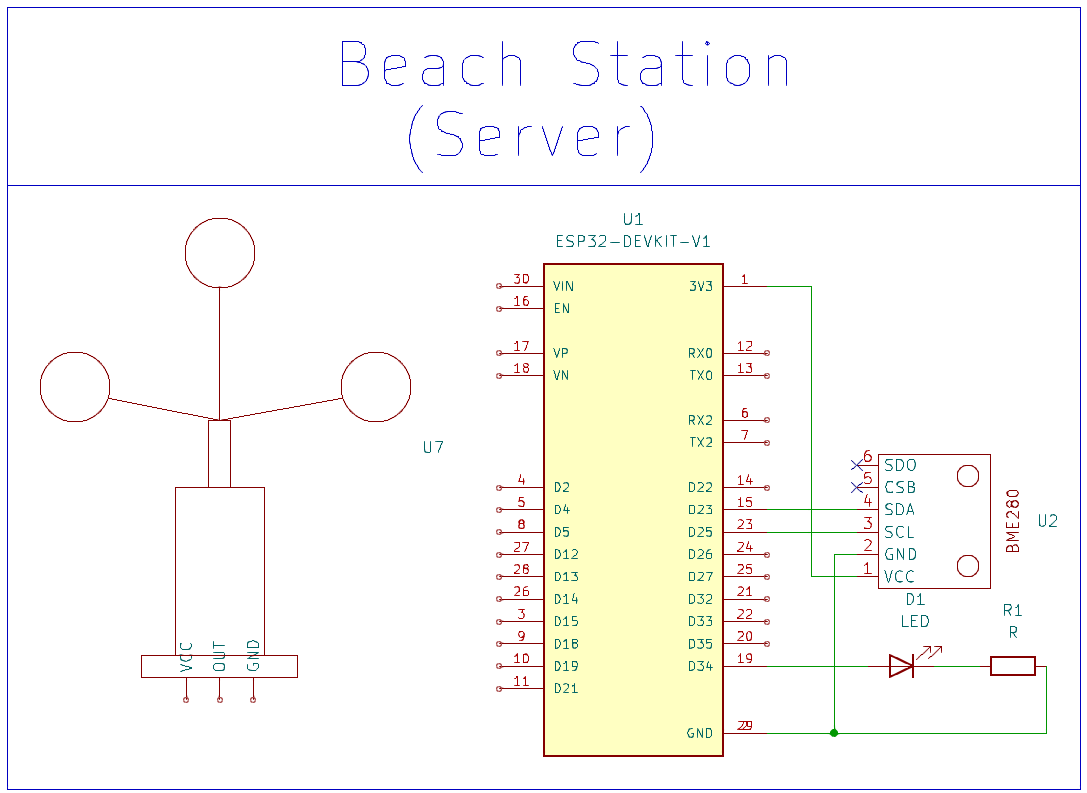 Beach Station
(Server)
U1
ESP32-DEVKIT-V1
30 VIN 3V3 1
16 EN
17 VP RX0 12
18 VN TX0 13
RX2 6
U7
TX2 7
6 SDO
4 D2 D22 14
5 CSB
5 D4 D23 15
4 SDA
8 D5 D25 23
3 SCL
BME280
U2
27 D12 D26 24
2 GND
28 D13 D27 25
1 VCC
26 D14 D32 21
D1
LED
R1
R
3 D15 D33 22
9 D18 D35 20
10 D19 D34 19
11 D21
VCC OUT GND
GND